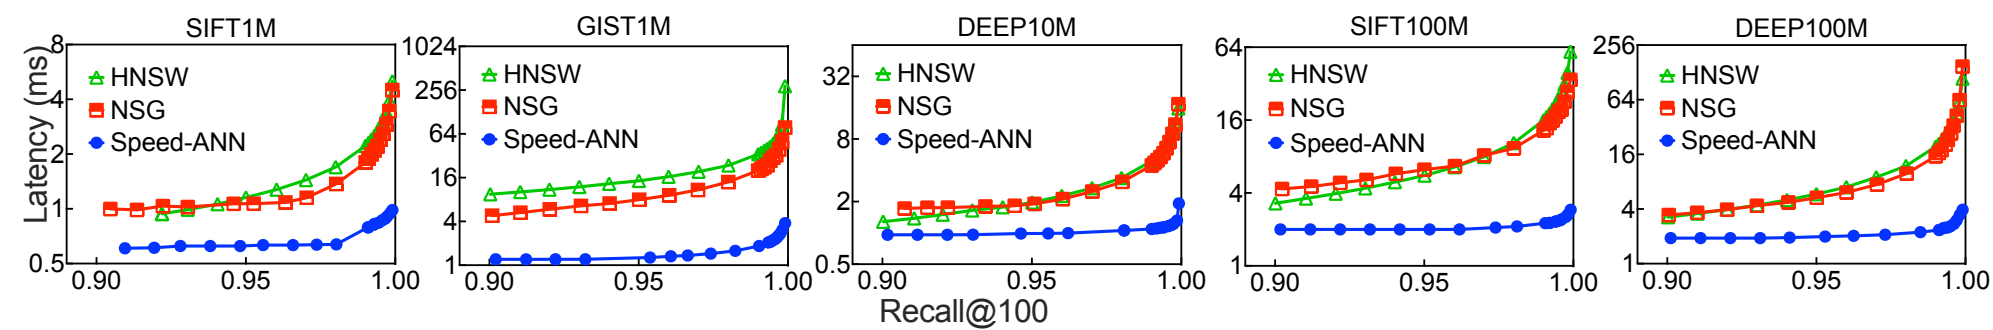 SIFT1M
GIST1M
DEEP10M
SIFT100M
DEEP100M
Latency (ms)
8
4
2
1
0.5
HNSW
NSG
Speed-ANN
0.90
0.95
1.00
1024
256
64
16
4
1
HNSW
NSG
Speed-ANN
0.90
0.95
1.00
32
8
2
0.5
HNSW
NSG
Speed-ANN
0.90
0.95
1.00
64
16
4
1
HNSW
NSG
Speed-ANN
0.90
0.95
1.00
256
64
16
4
1
HNSW
NSG
Speed-ANN
0.90
0.95
1.00
Recall@100